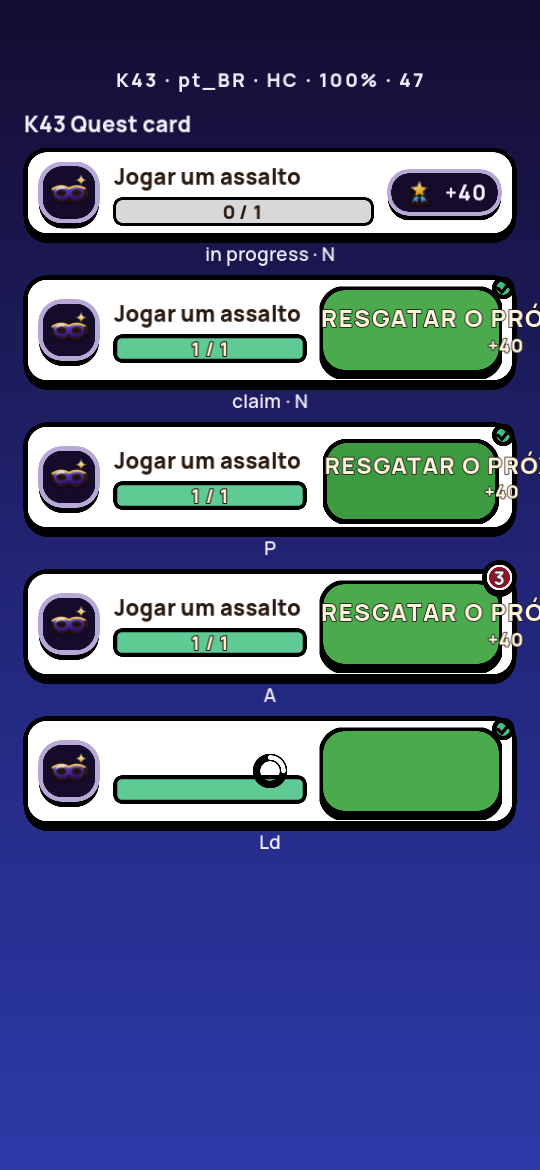 K43 · pt_BR · HC · 100% · 47
K43 Quest card
Jogar um assalto
0 / 1
+40
in progress · N
Jogar um assalto
1 / 1
RESGATAR O PRÓ
+40
claim · N
Jogar um assalto
1 / 1
RESGATAR O PRÓ
+40
P
Jogar um assalto
1 / 1
3
RESGATAR O PRÓ
+40
A
Ld